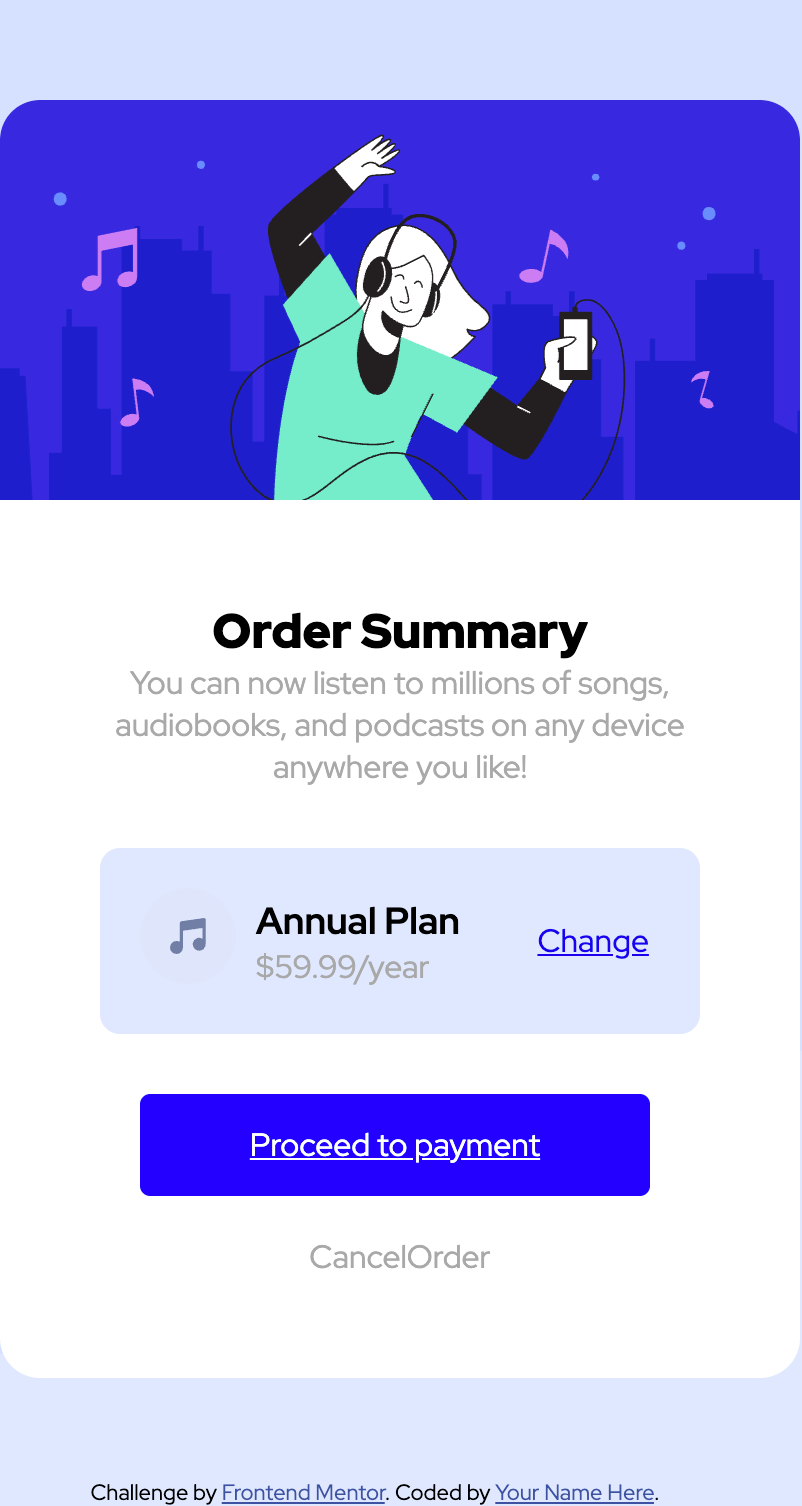 Order Summary
You can now listen to millions of songs,
audiobooks, and podcasts on any device
anywhere you like!
Annual Plan
$59.99/year
Change
Proceed to payment
CancelOrder
Challenge by Frontend Mentor. Coded by Your Name Here.